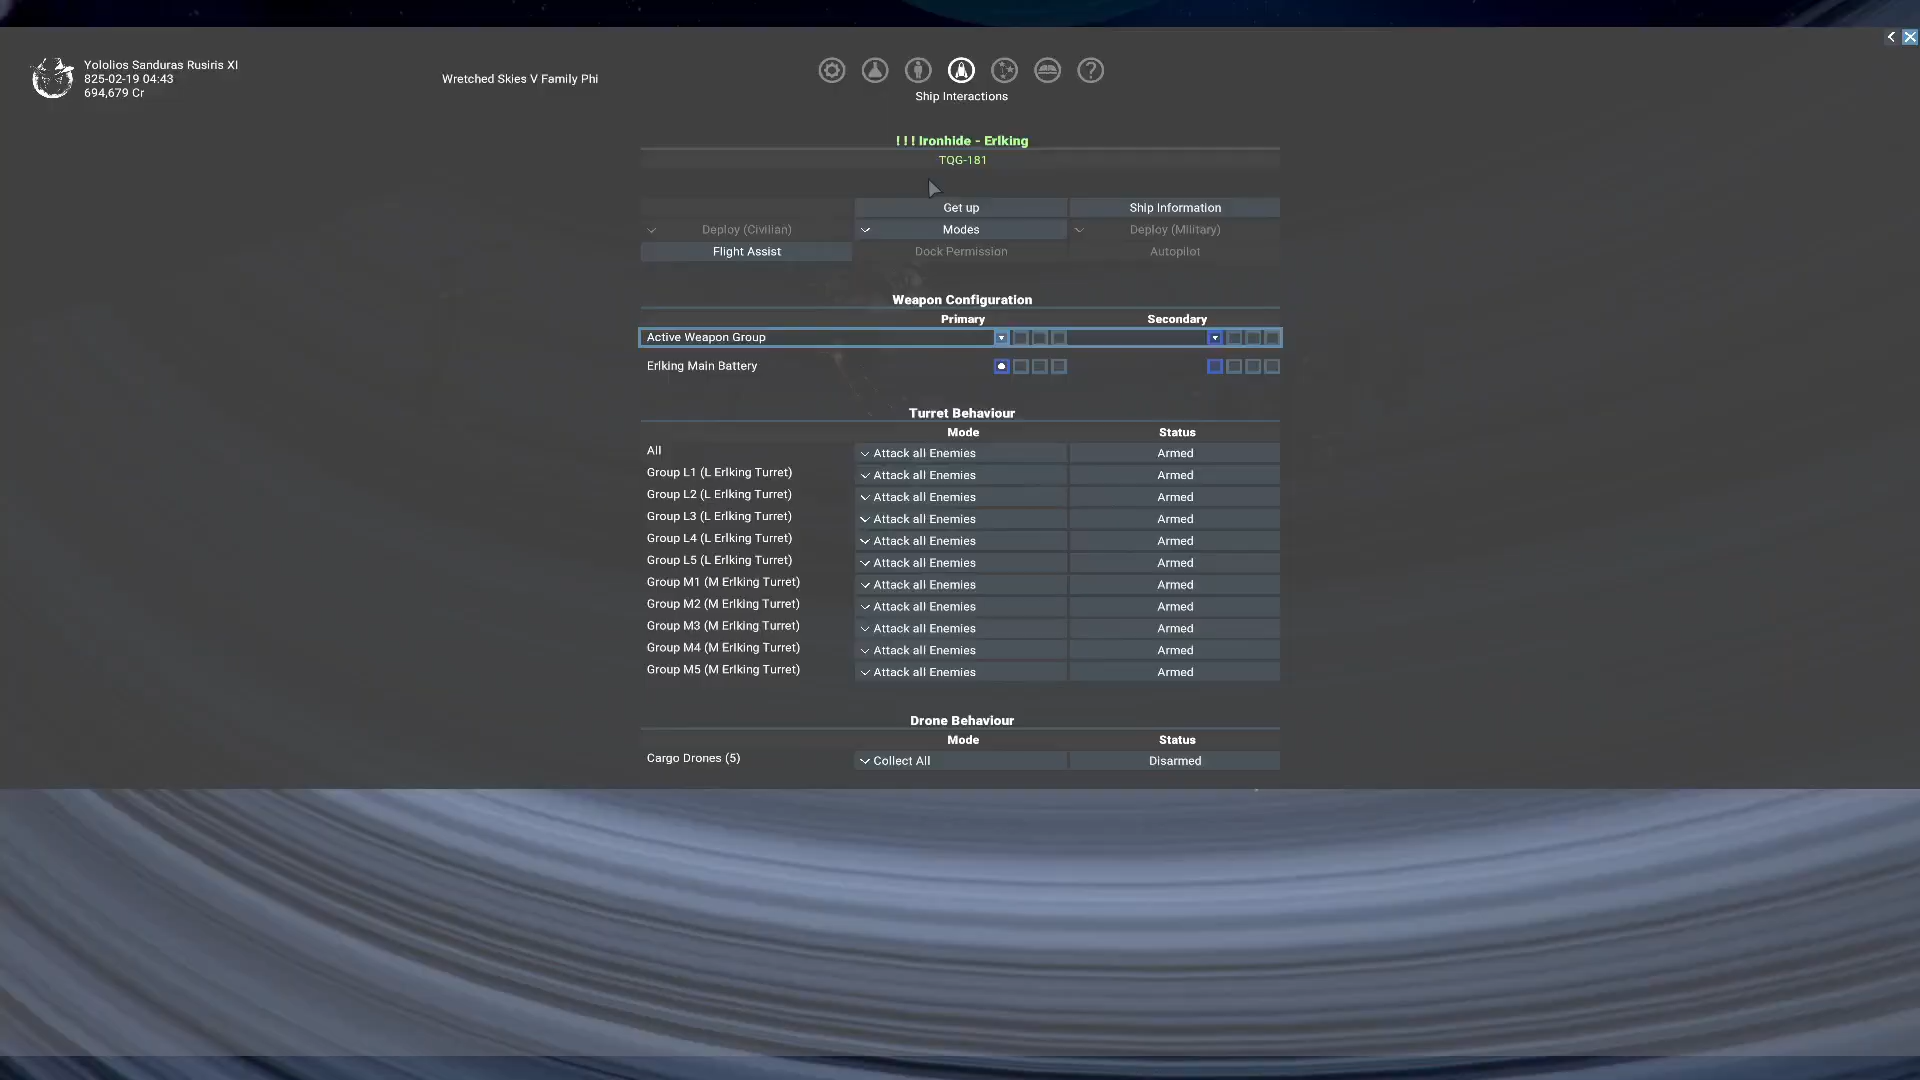 Yololios Sanduras Rusiris XI
825-02-19 04:43
694,679 Cr
Wretched Skies V Family Phi
?
Ship Interactions
! ! ! Ironhide - Erlking
TQG-181
Get up Ship Information
Deploy (Civilian) Modes Deploy (Military)
Flight Assist Dock Permission Autopilot
Weapon Configuration
Primary Secondary
Active Weapon Group
Erlking Main Battery
Turret Behaviour
Mode Status
All Attack all Enemies Armed
Group L1 (L Erlking Turret) Attack all Enemies Armed
Group L2 (L Erlking Turret) Attack all Enemies Armed
Group L3 (L Erlking Turret) Attack all Enemies Armed
Group L4 (L Erlking Turret) Attack all Enemies Armed
Group L5 (L Erlking Turret) Attack all Enemies Armed
Group M1 (M Erlking Turret) Attack all Enemies Armed
Group M2 (M Erlking Turret) Attack all Enemies Armed
Group M3 (M Erlking Turret) Attack all Enemies Armed
Group M4 (M Erlking Turret) Attack all Enemies Armed
Group M5 (M Erlking Turret) Attack all Enemies Armed
Drone Behaviour
Mode Status
Cargo Drones (5) Collect All Disarmed